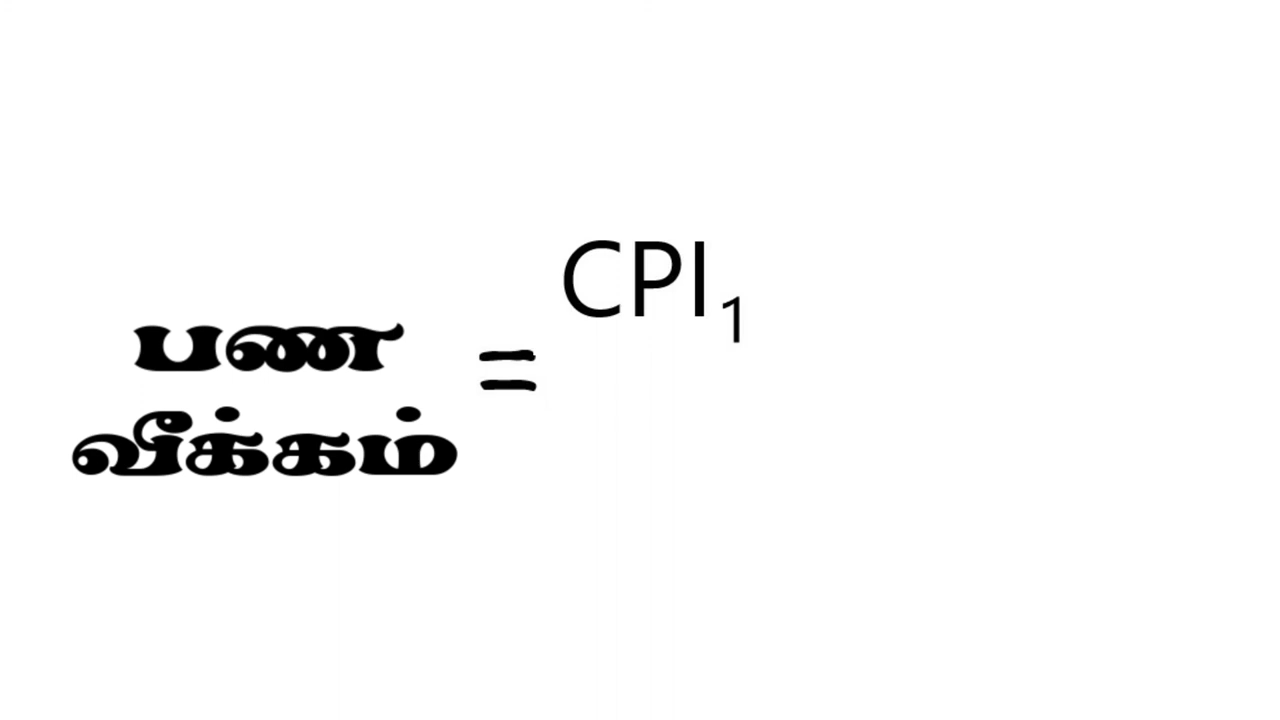 பண
வீக்கம்
= CPI₁